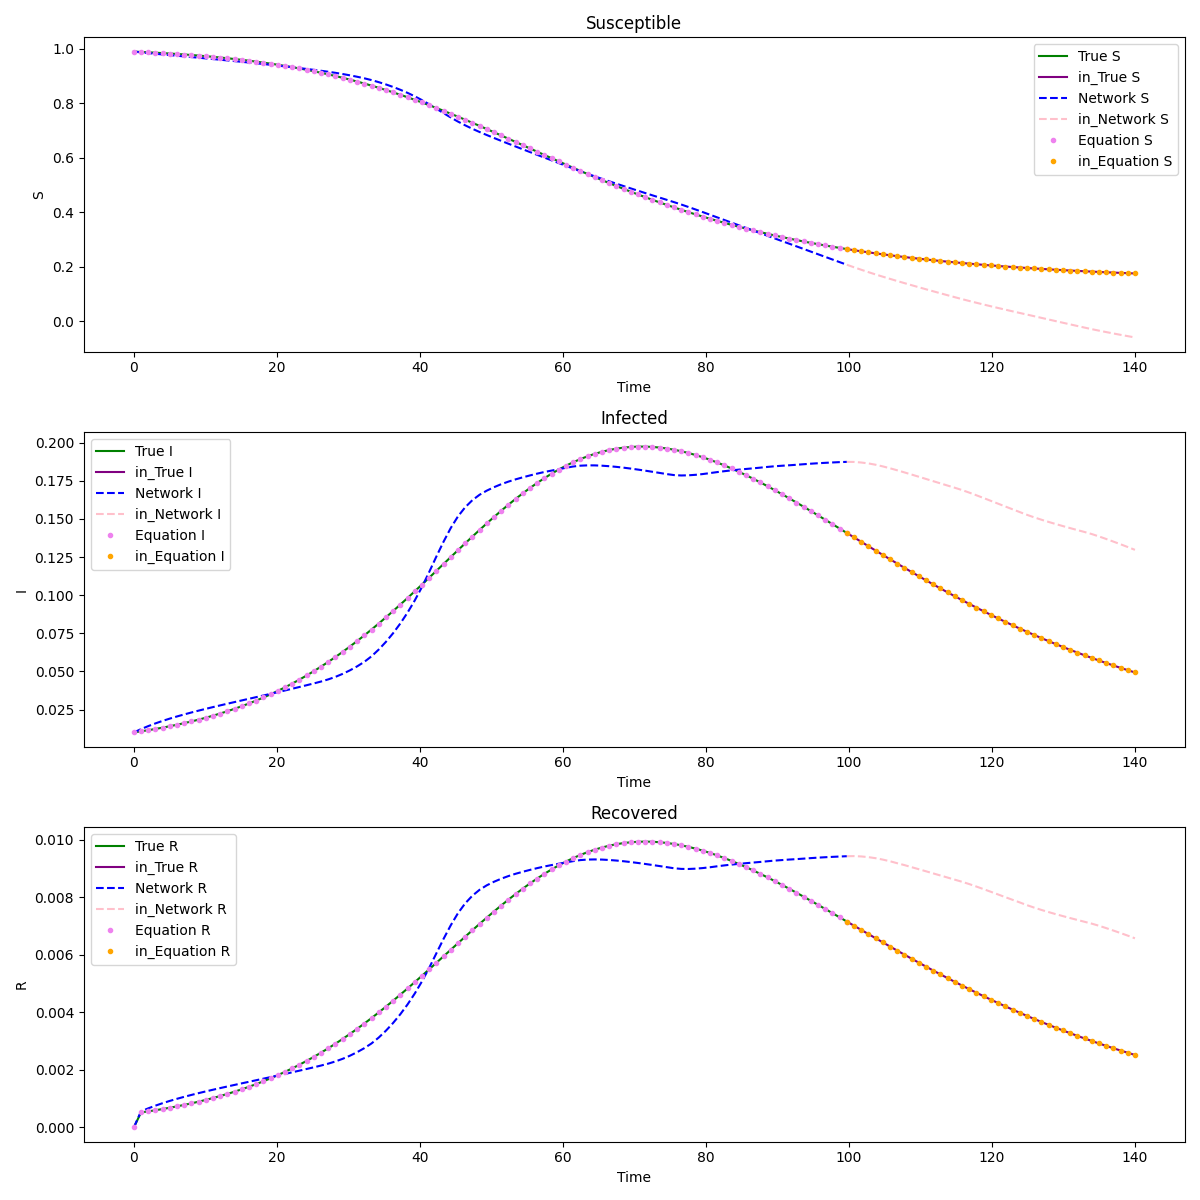 Susceptible
S
1.0
0.8
0.6
0.4
0.2
0.0
True S
in_True S
Network S
in_Network S
Equation S
in_Equation S
0 20 40 60 80 100 120 140
Time
Infected
I
0.200
0.175
0.150
0.125
0.100
0.075
0.050
0.025
True I
in_True I
Network I
in_Network I
Equation I
in_Equation I
0 20 40 60 80 100 120 140
Time
Recovered
R
0.010
0.008
0.006
0.004
0.002
0.000
True R
in_True R
Network R
in_Network R
Equation R
in_Equation R
0 20 40 60 80 100 120 140
Time